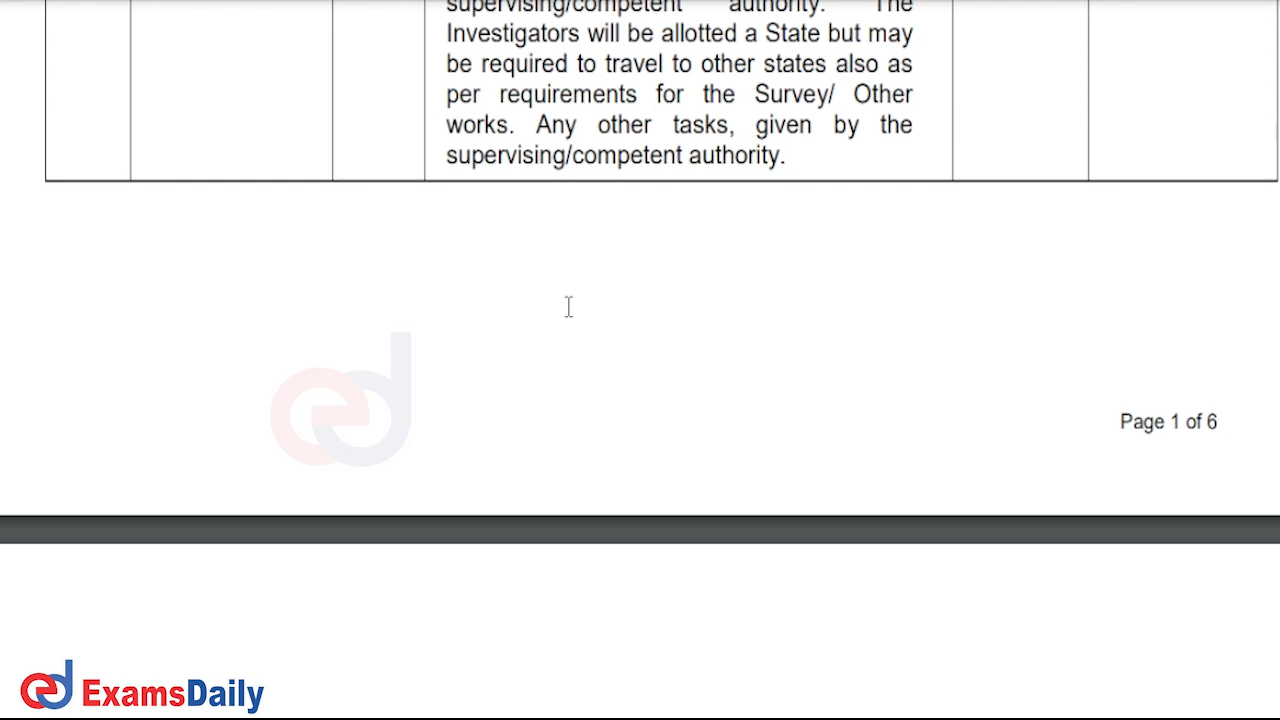 supervising/competent authority. The
Investigators will be allotted a State but may
be required to travel to other states also as
per requirements for the Survey/ Other
works. Any other tasks, given by the
supervising/competent authority.
ed
Page 1 of 6
ed ExamsDaily